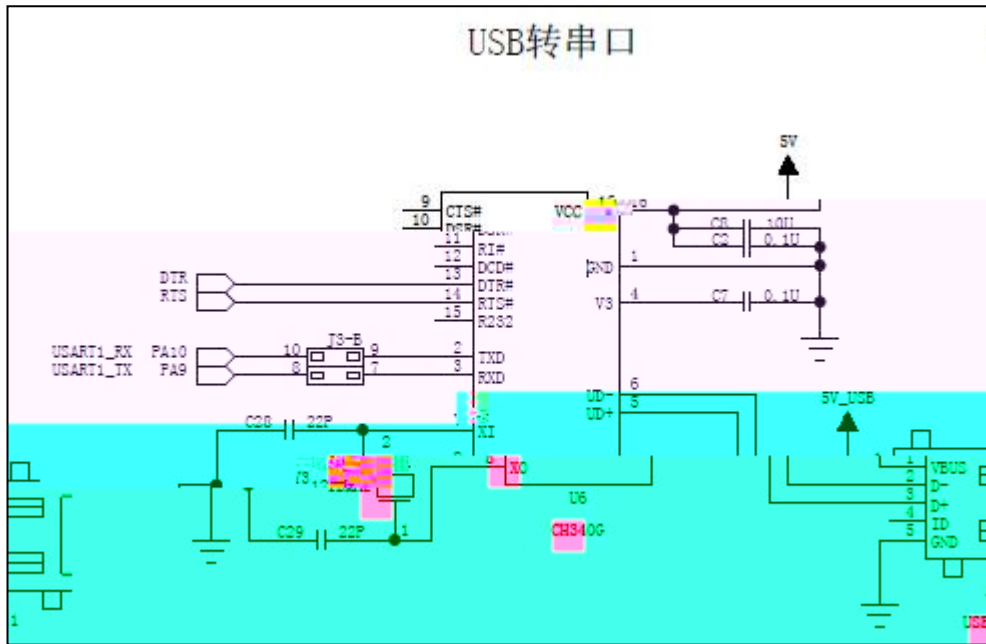 USB转串口
5V
9 CTS# VCC
10
C8 10U
11 C2 0.1U
RI#
12 DCD# GND 1
DTR 13 DTR#
RTS 14 RTS# V3 4 C7 0.1U
15 R232
J3-B
USART1_RX PA10 10 9 2 TXD
USART1_TX PA9 8 7 3 RXD
UD- 6
UD+ 5
5V_USB
C28 22P XI
2
XO
1 VBUS
2 D-
3 D+
4 ID
5 GND
U6
C29 22P 1
CH340G
1
USB